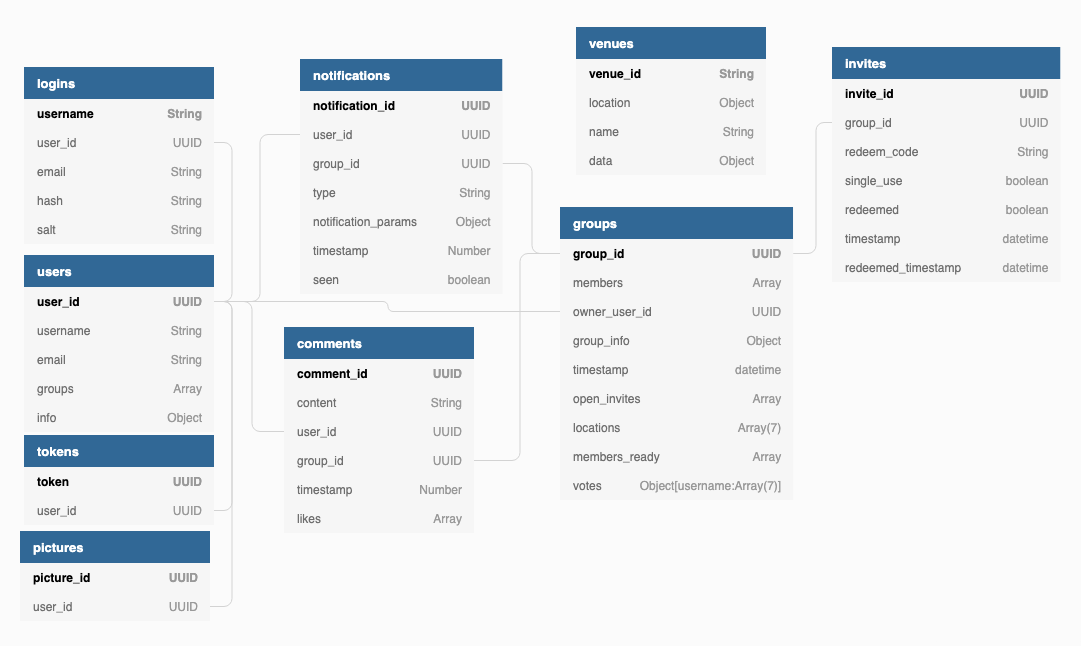 logins
username String
user_id UUID
email String
hash String
salt String
users
user_id UUID
username String
email String
groups Array
info Object
tokens
token UUID
user_id UUID
pictures
picture_id UUID
user_id UUID
notifications
notification_id UUID
user_id UUID
group_id UUID
type String
notification_params Object
timestamp Number
seen boolean
comments
comment_id UUID
content String
user_id UUID
group_id UUID
timestamp Number
likes Array
venues
venue_id String
location Object
name String
data Object
groups
group_id UUID
members Array
owner_user_id UUID
group_info Object
timestamp datetime
open_invites Array
locations Array(7)
members_ready Array
votes Object[username:Array(7)]
invites
invite_id UUID
group_id UUID
redeem_code String
single_use boolean
redeemed boolean
timestamp datetime
redeemed_timestamp datetime